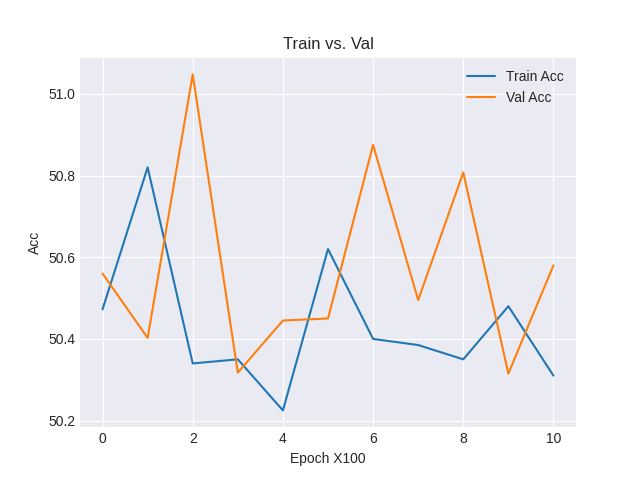 Train vs. Val
Train Acc
Val Acc
51.0
50.8
50.6
50.4
50.2
Acc
0 2 4 6 8 10
Epoch X100